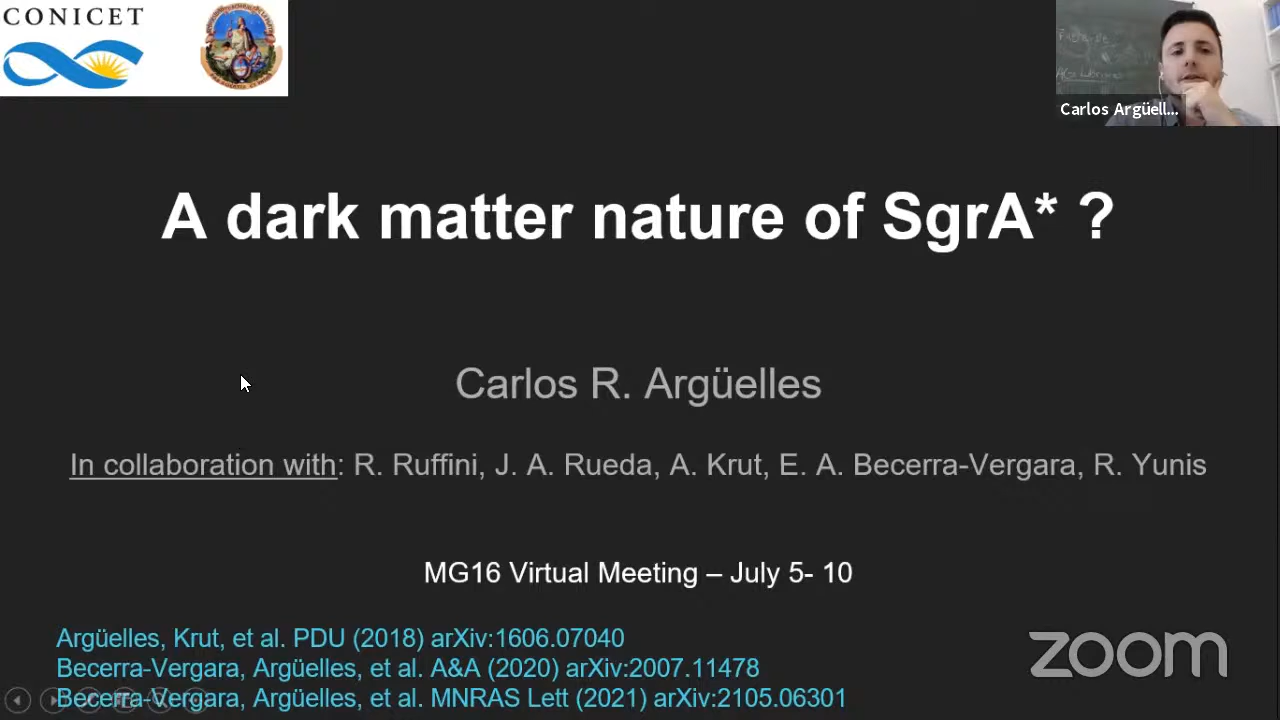 CONICET
Carlos Argüell...
A dark matter nature of SgrA* ?
Carlos R. Argüelles
In collaboration with: R. Ruffini, J. A. Rueda, A. Krut, E. A. Becerra-Vergara, R. Yunis
MG16 Virtual Meeting – July 5- 10
Argüelles, Krut, et al. PDU (2018) arXiv:1606.07040
Becerra-Vergara, Argüelles, et al. A&A (2020) arXiv:2007.11478
Becerra-Vergara, Argüelles, et al. MNRAS Lett (2021) arXiv:2105.06301
zoom